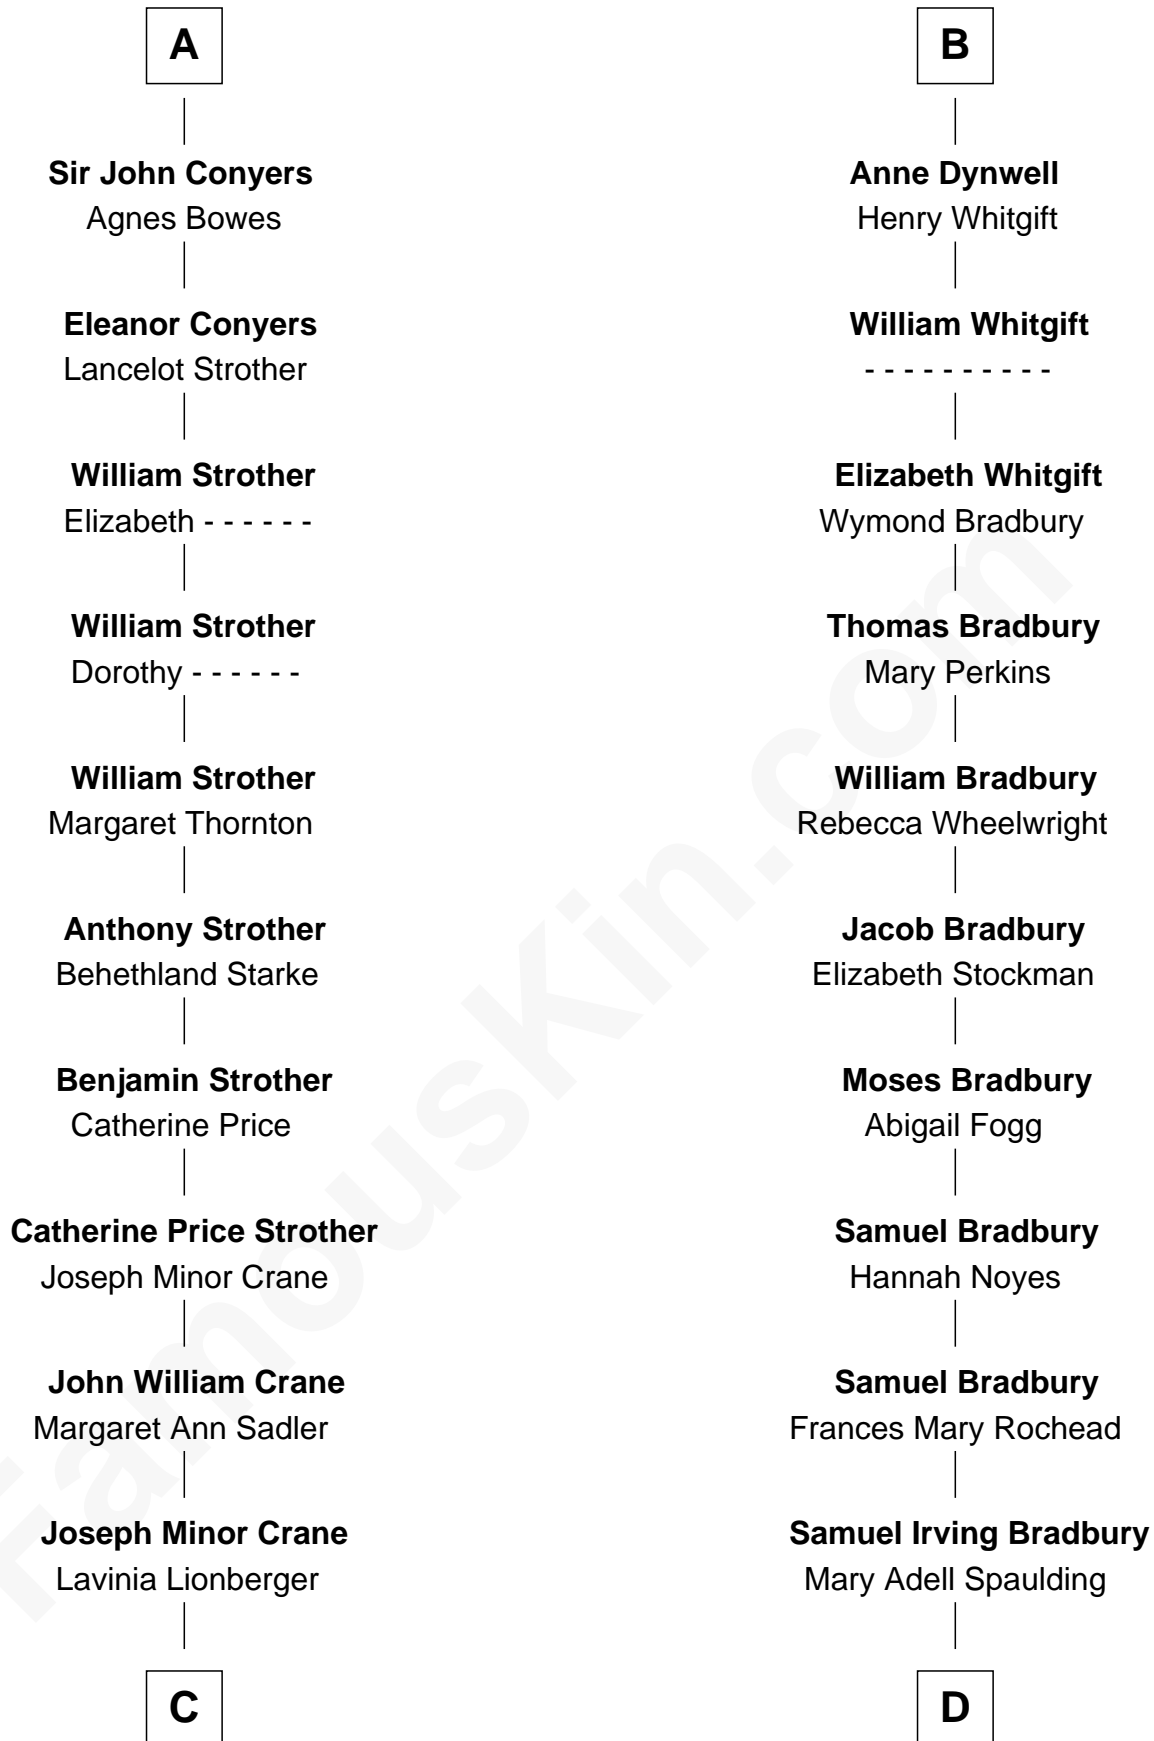 A
Sir John Conyers
Agnes Bowes
Eleanor Conyers
Lancelot Strother
William Strother
Elizabeth - - - - - -
William Strother
Dorothy - - - - - -
William Strother
Margaret Thornton
Anthony Strother
Behethland Starke
Benjamin Strother
Catherine Price
Catherine Price Strother
Joseph Minor Crane
John William Crane
Margaret Ann Sadler
Joseph Minor Crane
Lavinia Lionberger
C
B
Anne Dynwell
Henry Whitgift
William Whitgift
- - - - - - - - - -
Elizabeth Whitgift
Wymond Bradbury
Thomas Bradbury
Mary Perkins
William Bradbury
Rebecca Wheelwright
Jacob Bradbury
Elizabeth Stockman
Moses Bradbury
Abigail Fogg
Samuel Bradbury
Hannah Noyes
Samuel Bradbury
Frances Mary Rochead
Samuel Irving Bradbury
Mary Adell Spaulding
D
FamousKin.com